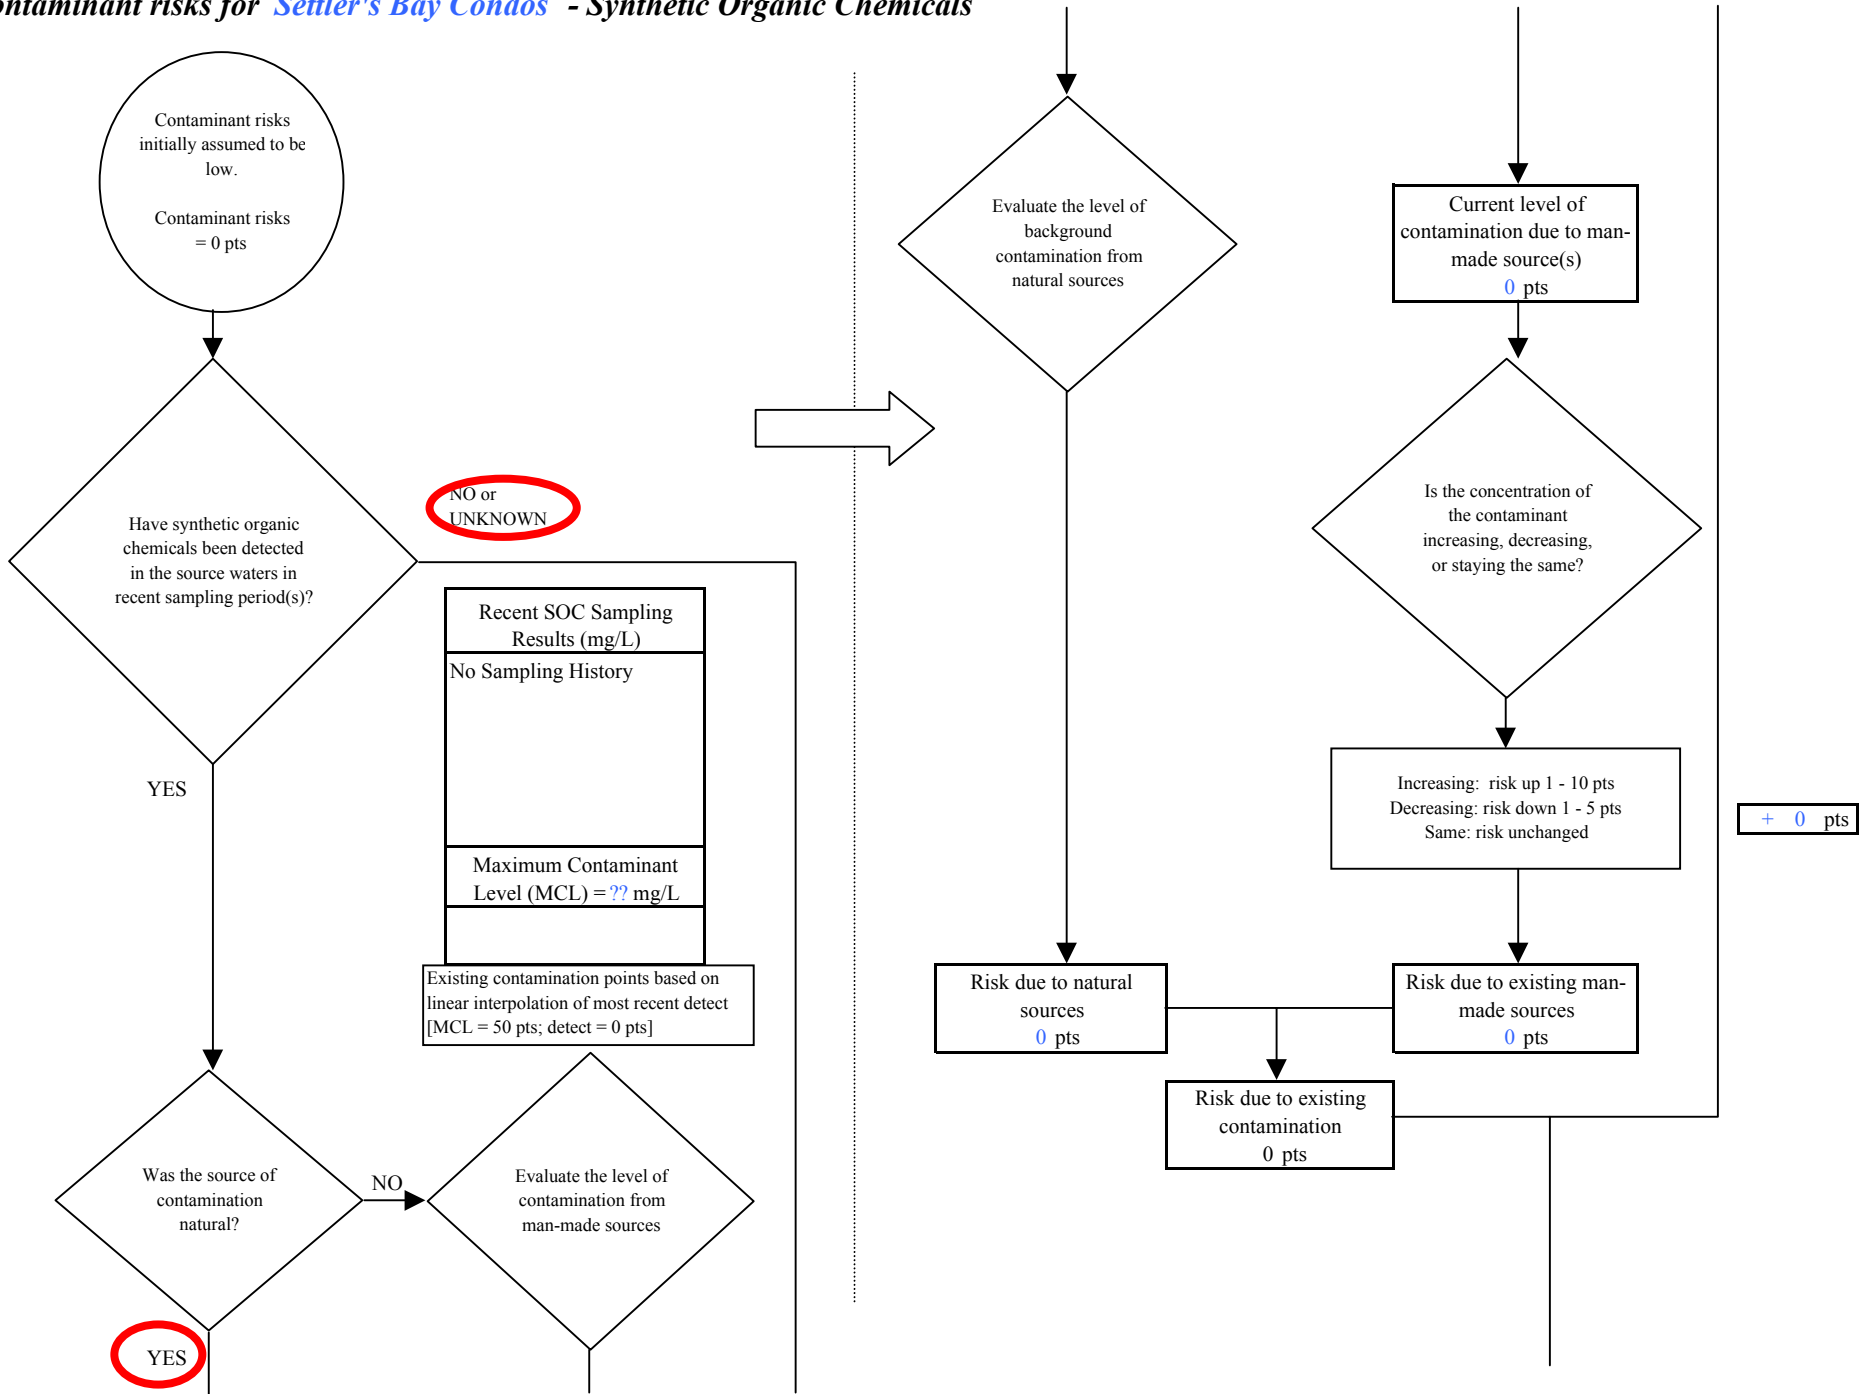 ontaminant risks for Settler's Bay Condos - Synthetic Organic Chemicals
Contaminant risks
initially assumed to be
low.
Contaminant risks
= 0 pts
Have synthetic organic
chemicals been detected
in the source waters in
recent sampling period(s)?
NO or
UNKNOWN
YES
Recent SOC Sampling
Results (mg/L)
No Sampling History
Maximum Contaminant
Level (MCL) = ?? mg/L
Existing contamination points based on
linear interpolation of most recent detect
[MCL = 50 pts; detect = 0 pts]
Was the source of
contamination
natural?
NO
Evaluate the level of
contamination from
man-made sources
YES
Evaluate the level of
background
contamination from
natural sources
Current level of
contamination due to man-
made source(s)
0 pts
Is the concentration of
the contaminant
increasing, decreasing,
or staying the same?
Increasing: risk up 1 - 10 pts
Decreasing: risk down 1 - 5 pts
Same: risk unchanged
+ 0 pts
Risk due to natural
sources
0 pts
Risk due to existing man-
made sources
0 pts
Risk due to existing
contamination
0 pts